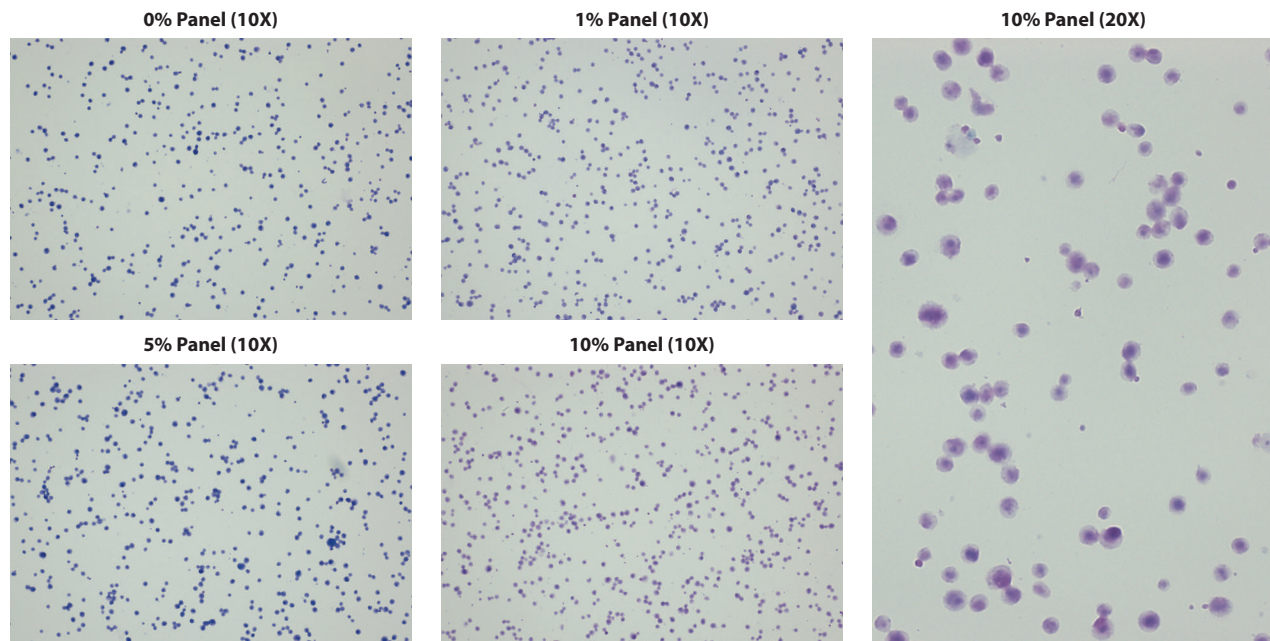 0% Panel (10X)
1% Panel (10X)
10% Panel (20X)
5% Panel (10X)
10% Panel (10X)